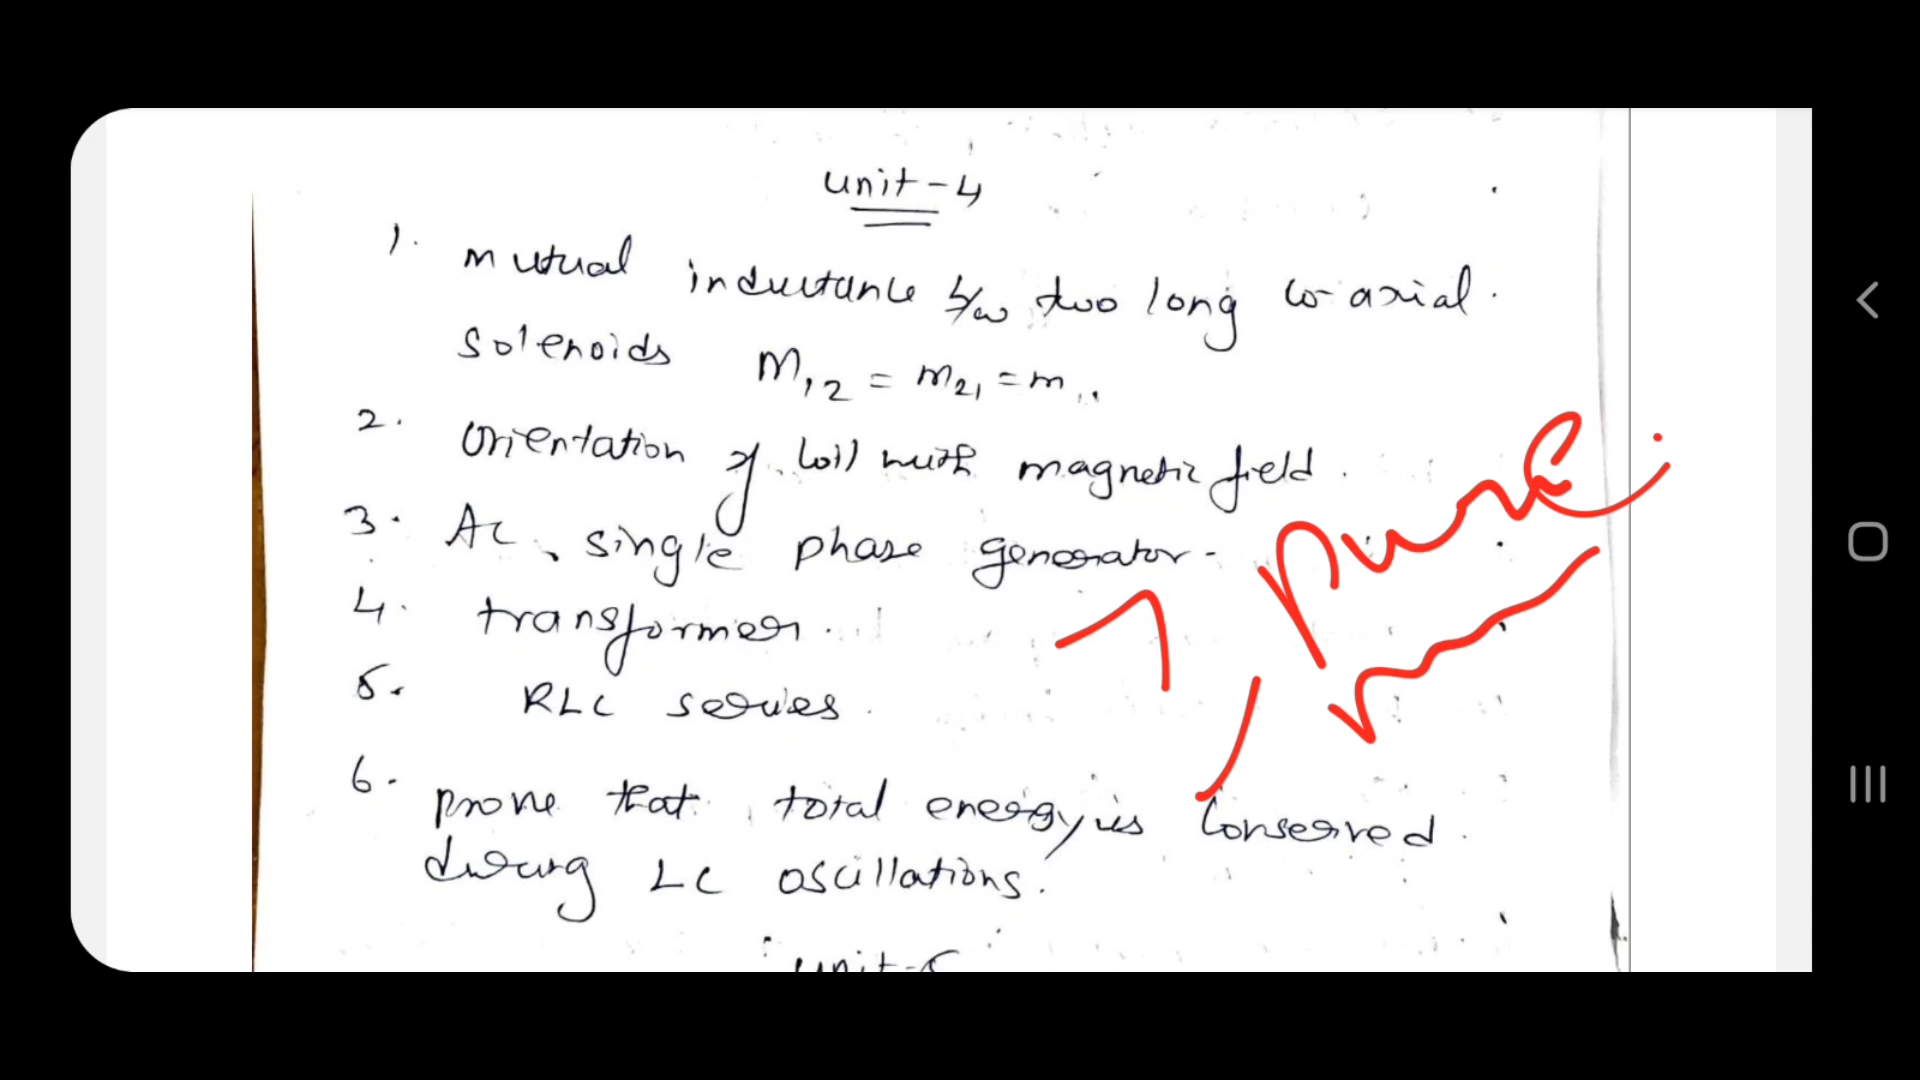 Unit-4
1. mutual inductance b/w two long co-axial.
solenoids M12 = M21 = m
2. Orientation of coil with magnetic field.
3. AC single phase generator.
4. transformer.
5. RLC series.
6. prove that total energy is conserved.
during LC oscillations.
pure
unit-5